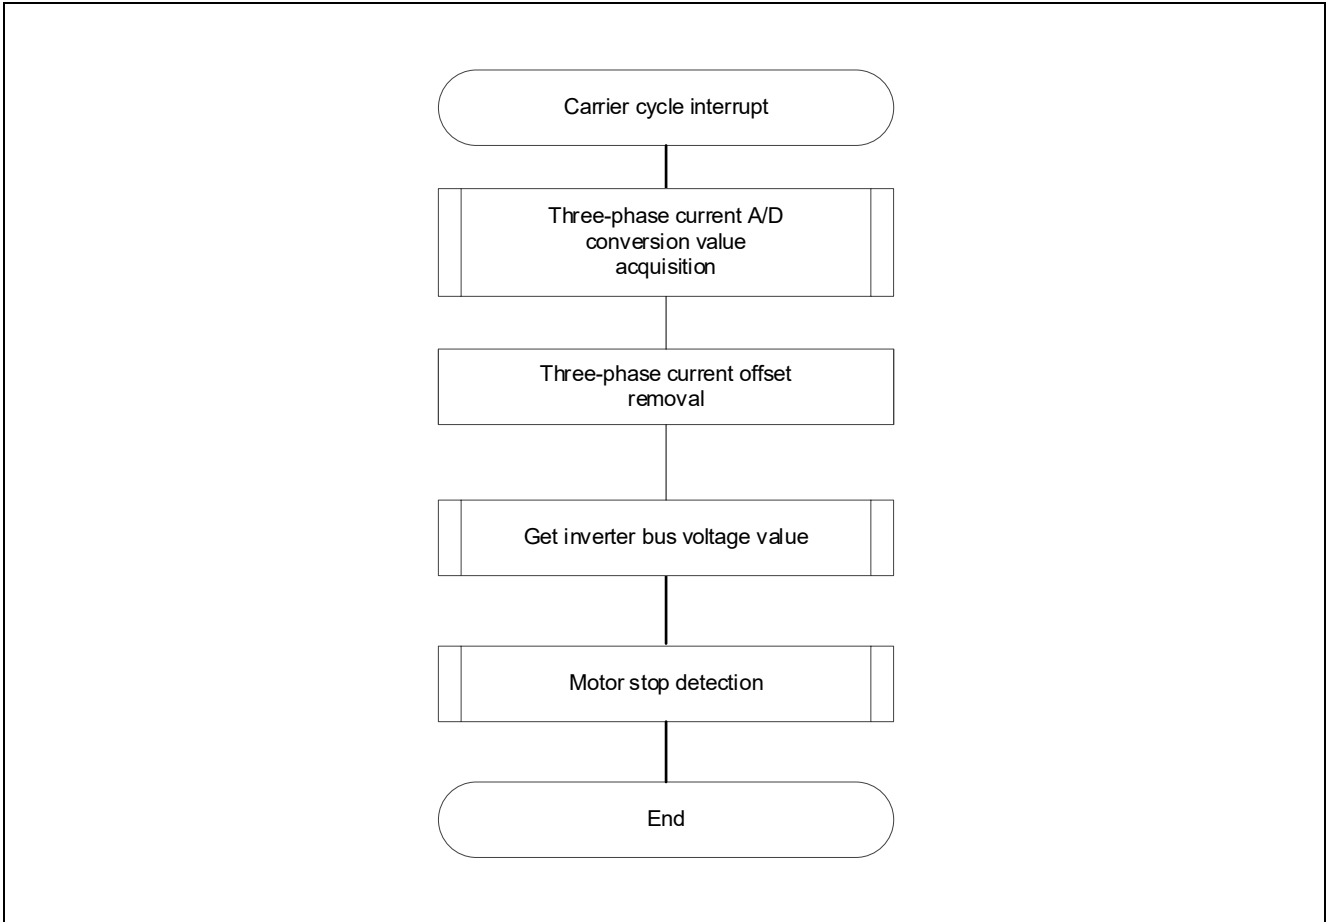 Carrier cycle interrupt
Three-phase current A/D
conversion value
acquisition
Three-phase current offset
removal
Get inverter bus voltage value
Motor stop detection
End